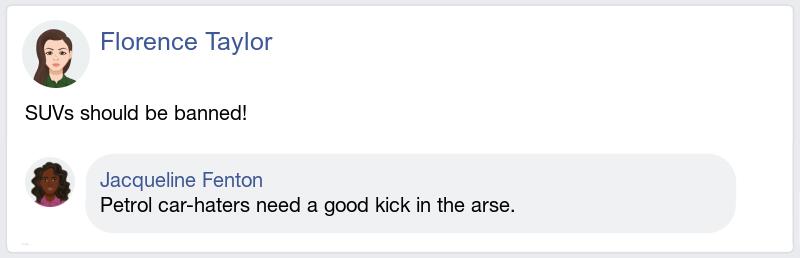 Florence Taylor
SUVs should be banned!
Jacqueline Fenton
Petrol car-haters need a good kick in the arse.